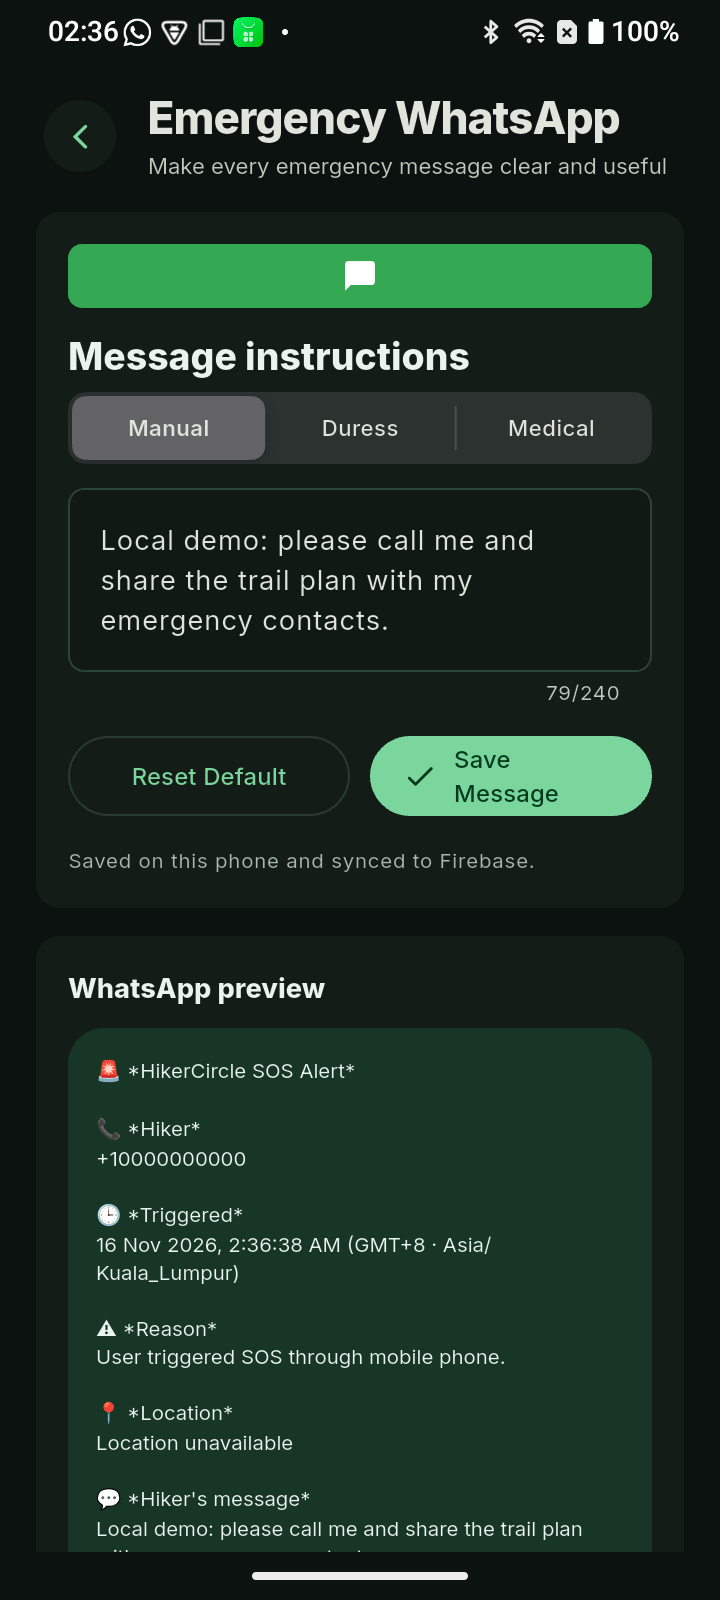 02:36
100%
Emergency WhatsApp
Make every emergency message clear and useful
Message instructions
Manual Duress Medical
Local demo: please call me and
share the trail plan with my
emergency contacts.
79/240
Reset Default
Save
Message
Saved on this phone and synced to Firebase.
WhatsApp preview
🚨 *HikerCircle SOS Alert*
📞 *Hiker*
+10000000000
🕒 *Triggered*
16 Nov 2026, 2:36:38 AM (GMT+8 · Asia/
Kuala_Lumpur)
⚠ *Reason*
User triggered SOS through mobile phone.
📍 *Location*
Location unavailable
💬 *Hiker's message*
Local demo: please call me and share the trail plan